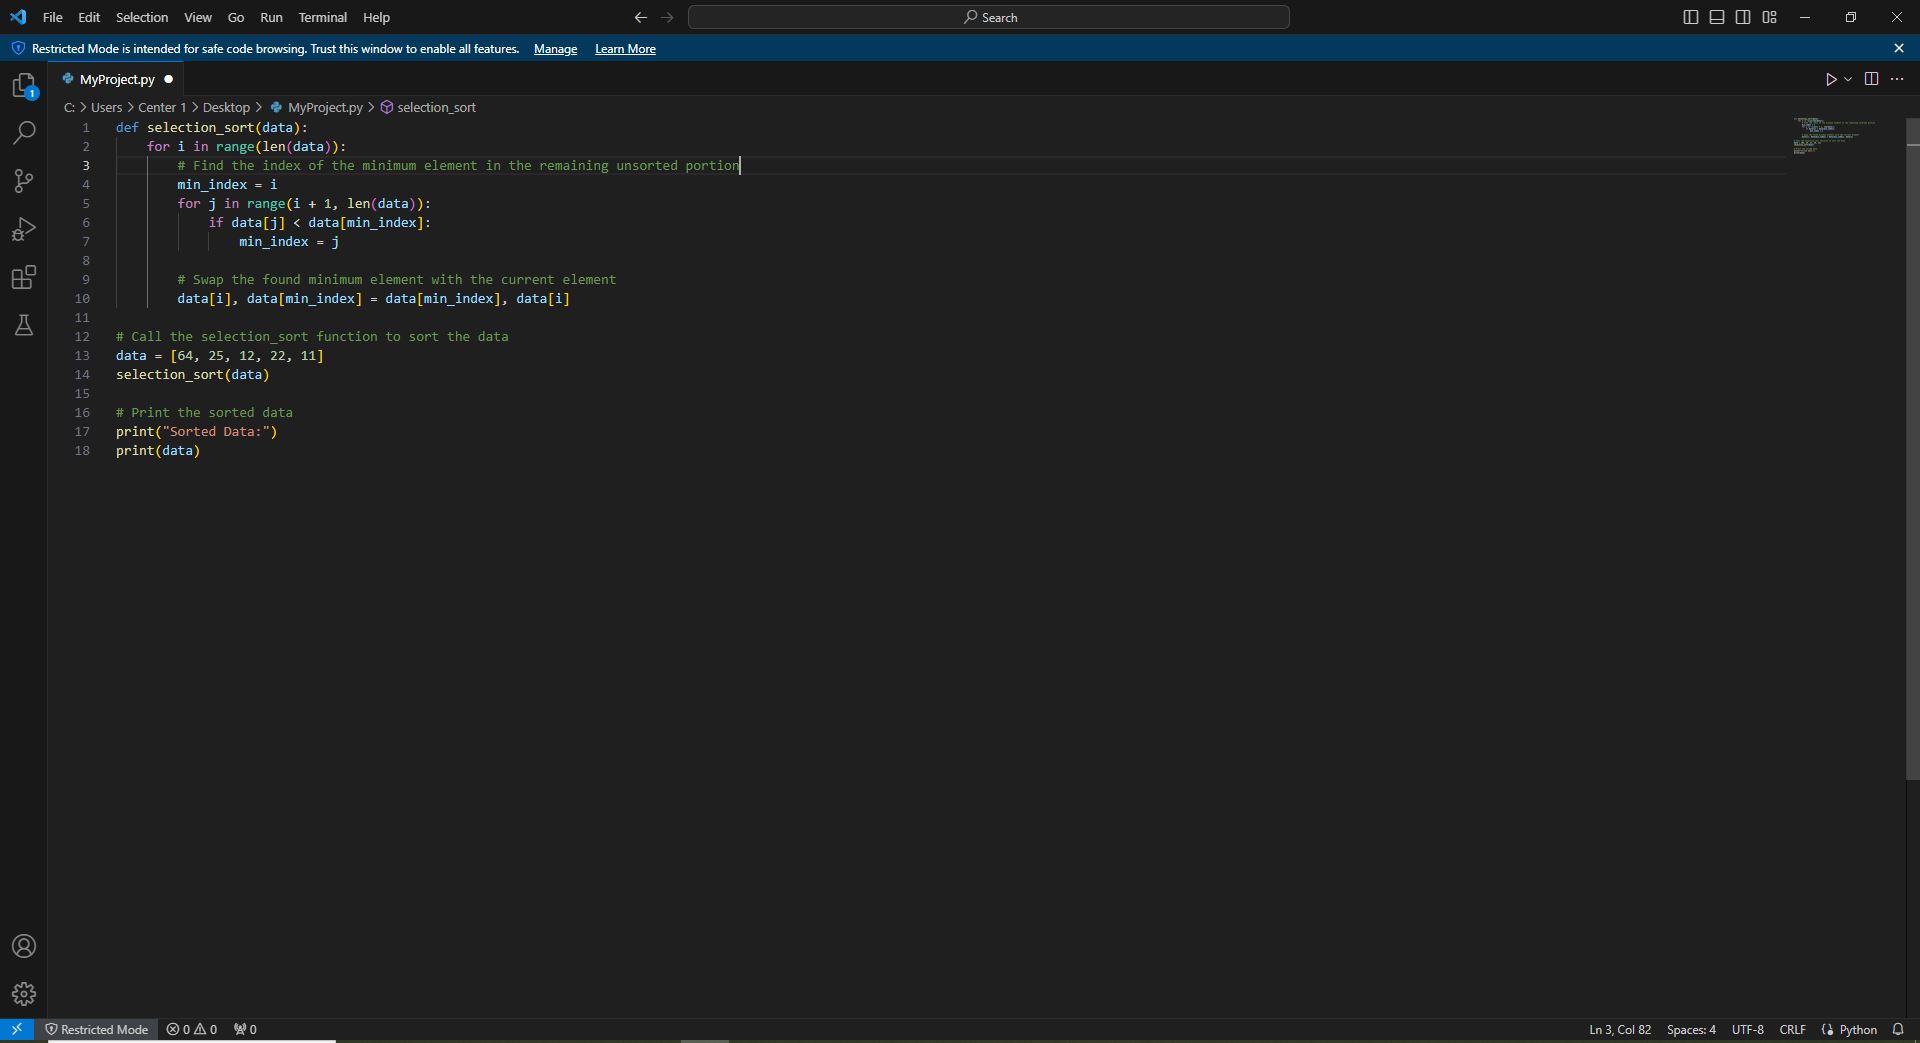 File Edit Selection View Go Run Terminal Help Search
Restricted Mode is intended for safe code browsing. Trust this window to enable all features. Manage Learn More
MyProject.py
1
C: > Users > Center 1 > Desktop > MyProject.py > selection_sort
1 def selection_sort(data):
2 for i in range(len(data)):
3 # Find the index of the minimum element in the remaining unsorted portion
4 min_index = i
5 for j in range(i + 1, len(data)):
6 if data[j] < data[min_index]:
7 min_index = j
8
9 # Swap the found minimum element with the current element
10 data[i], data[min_index] = data[min_index], data[i]
11
12 # Call the selection_sort function to sort the data
13 data = [64, 25, 12, 22, 11]
14 selection_sort(data)
15
16 # Print the sorted data
17 print("Sorted Data:")
18 print(data)
Restricted Mode 0 0 0 Ln 3, Col 82 Spaces: 4 UTF-8 CRLF Python